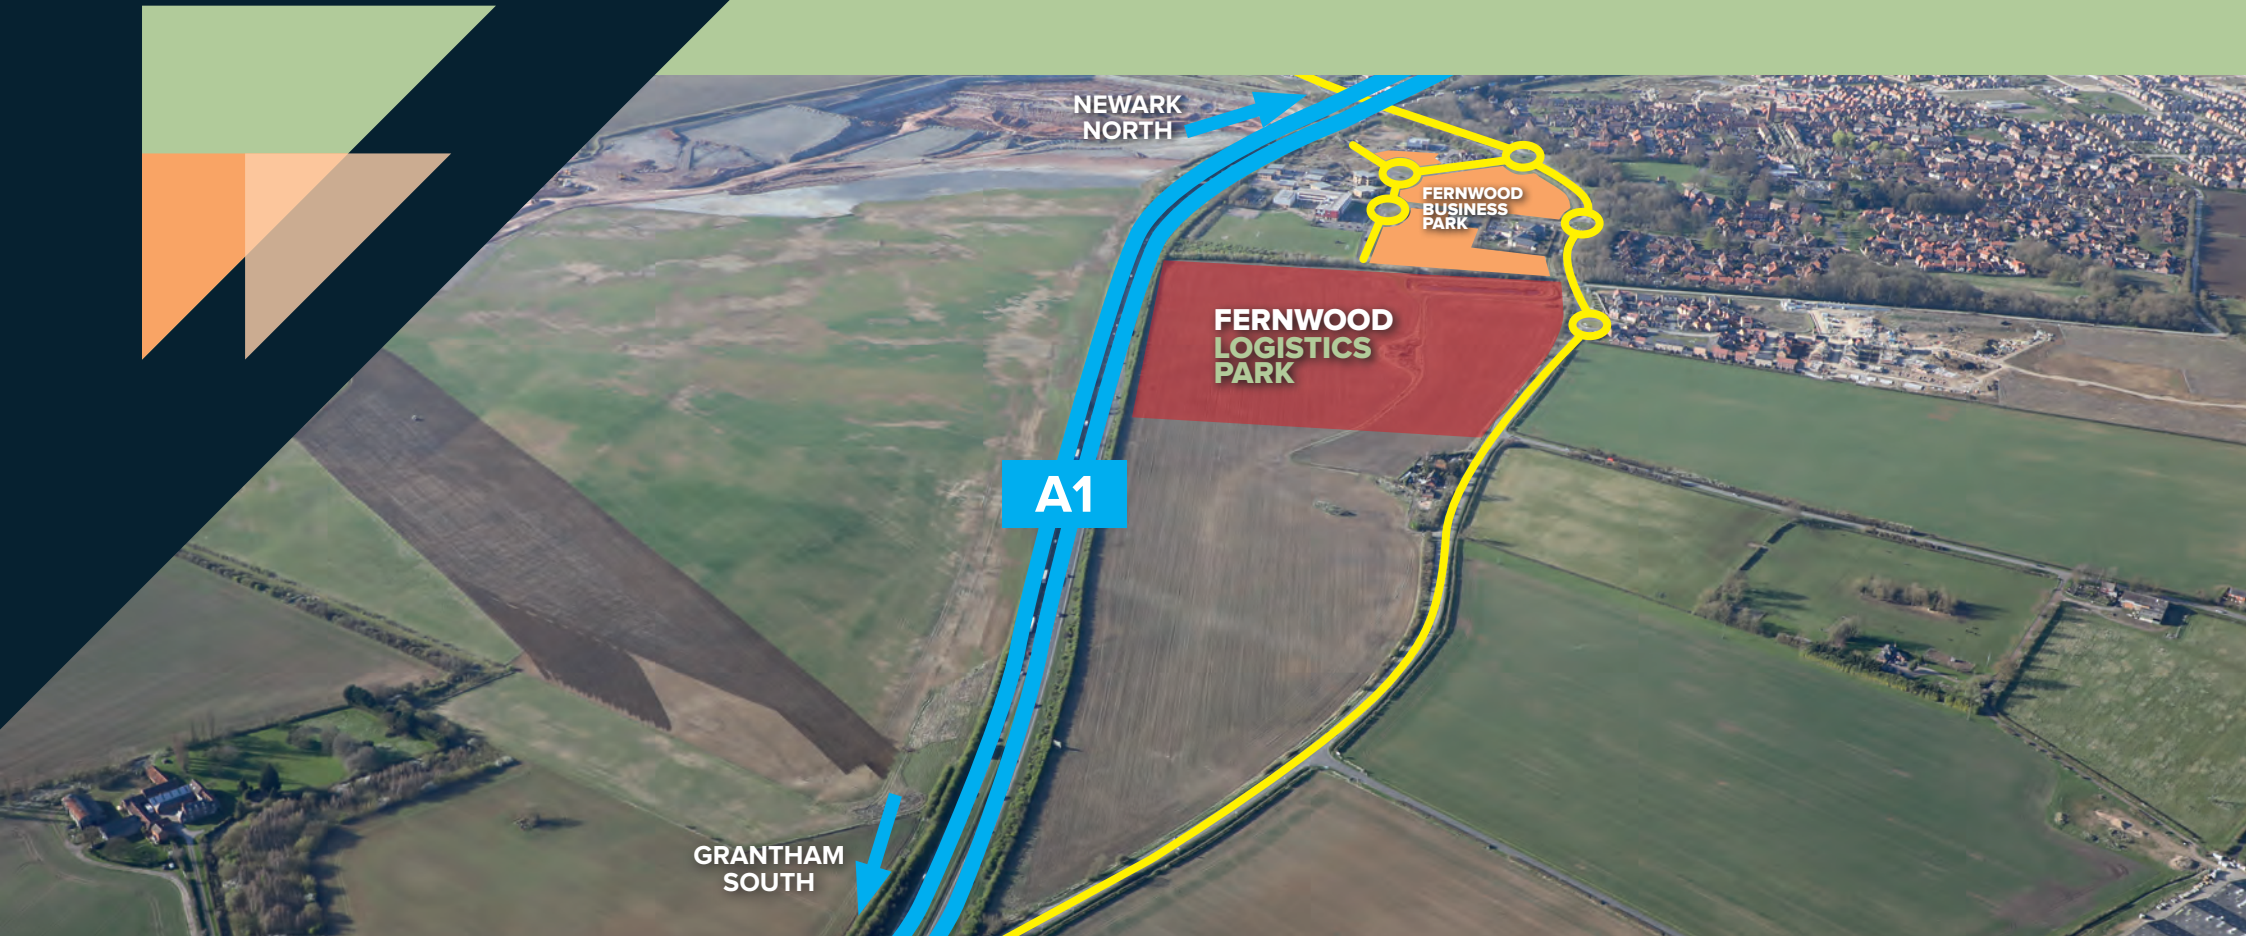 NEWARK
NORTH
FERNWOOD
BUSINESS
PARK
FERNWOOD
LOGISTICS
PARK
A1
GRANTHAM
SOUTH